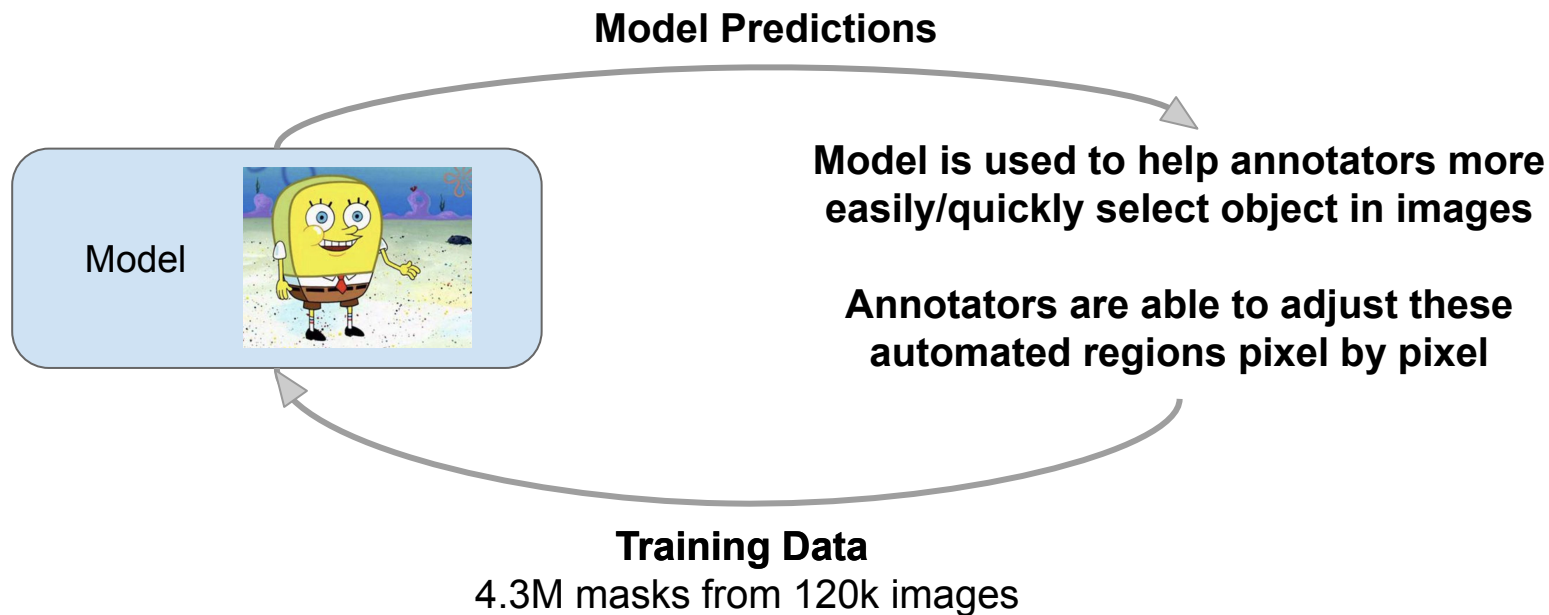 Model Predictions
Model
Model is used to help annotators more
easily/quickly select object in images
Annotators are able to adjust these
automated regions pixel by pixel
Training Data
4.3M masks from 120k images